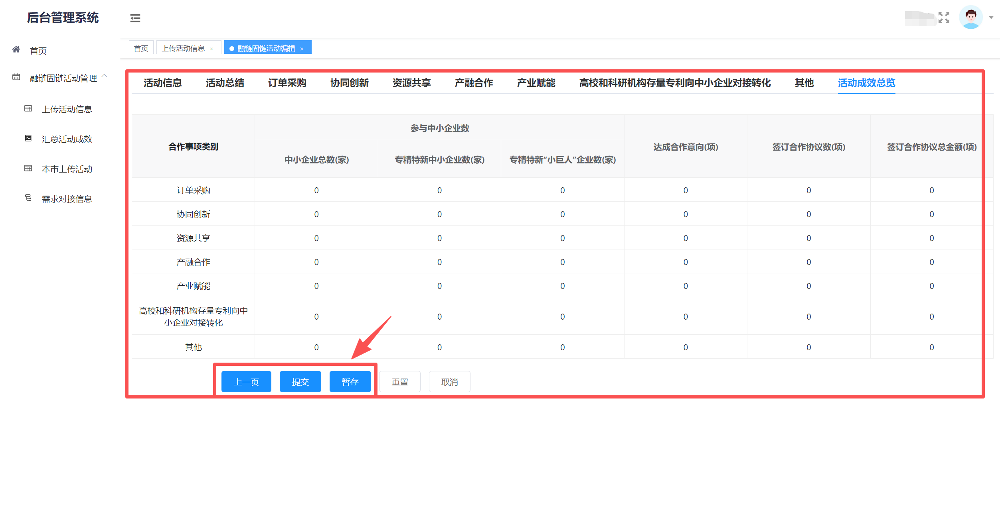 后台管理系统
首页
融链固链活动管理
上传活动信息
汇总活动成效
本市上传活动
需求对接信息
首页 上传活动信息 × 融链固链活动编辑 ×
活动信息 活动总结 订单采购 协同创新 资源共享 产融合作 产业赋能 高校和科研机构存量专利向中小企业对接转化 其他 活动成效总览
合作事项类别 参与中小企业数 达成合作意向(项) 签订合作协议数(项) 签订合作协议总金额(项)
中小企业总数(家) 专精特新中小企业数(家) 专精特新“小巨人”企业数(家)
订单采购 0 0 0 0 0 0
协同创新 0 0 0 0 0 0
资源共享 0 0 0 0 0 0
产融合作 0 0 0 0 0 0
产业赋能 0 0 0 0 0 0
高校和科研机构存量专利向中
小企业对接转化 0 0 0 0 0 0
其他 0 0 0 0 0 0
上一页 提交 暂存 重置 取消